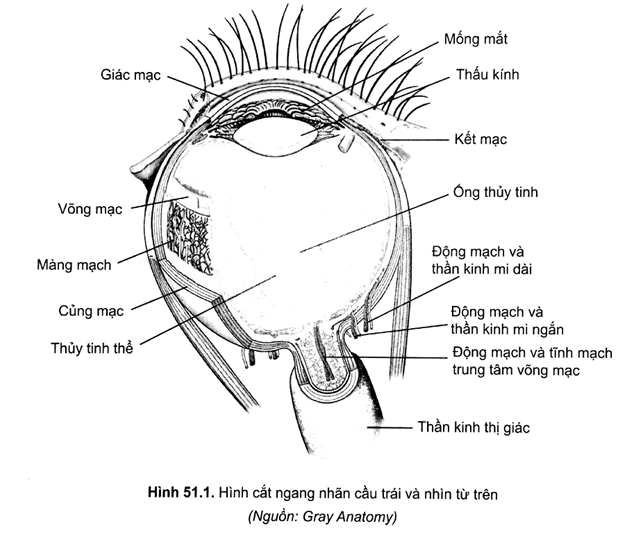 Mống mắt
Giác mạc
Thấu kính
Kết mạc
Ống thủy tinh
Võng mạc
Động mạch và
thần kinh mi dài
Màng mạch
Củng mạc
Động mạch và
thần kinh mi ngắn
Thủy tinh thể
Động mạch và tĩnh mạch
trung tâm võng mạc
Thần kinh thị giác
Hình 51.1. Hình cắt ngang nhãn cầu trái và nhìn từ trên
(Nguồn: Gray Anatomy)